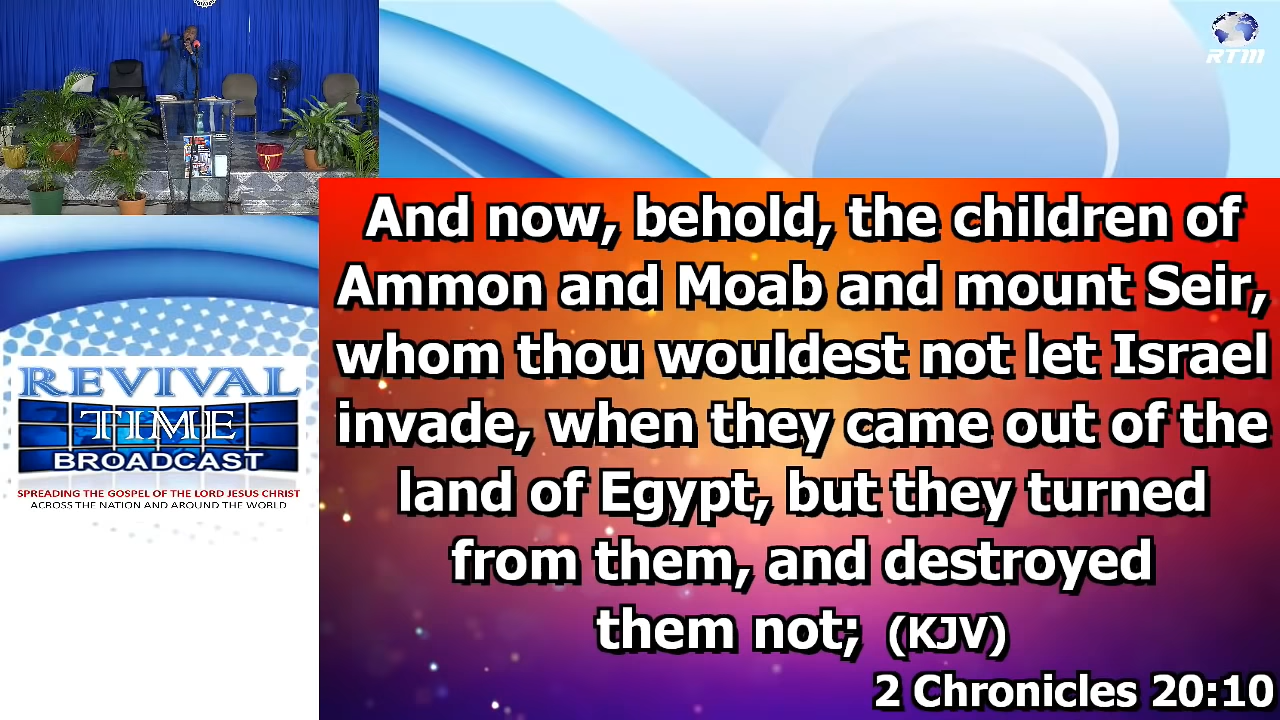 RTM
And now, behold, the children of
Ammon and Moab and mount Seir,
whom thou wouldest not let Israel
invade, when they came out of the
land of Egypt, but they turned
from them, and destroyed
them not; (KJV)
2 Chronicles 20:10
REVIVAL
TIME
BROADCAST
SPREADING THE GOSPEL OF THE LORD JESUS CHRIST
ACROSS THE NATION AND AROUND THE WORLD